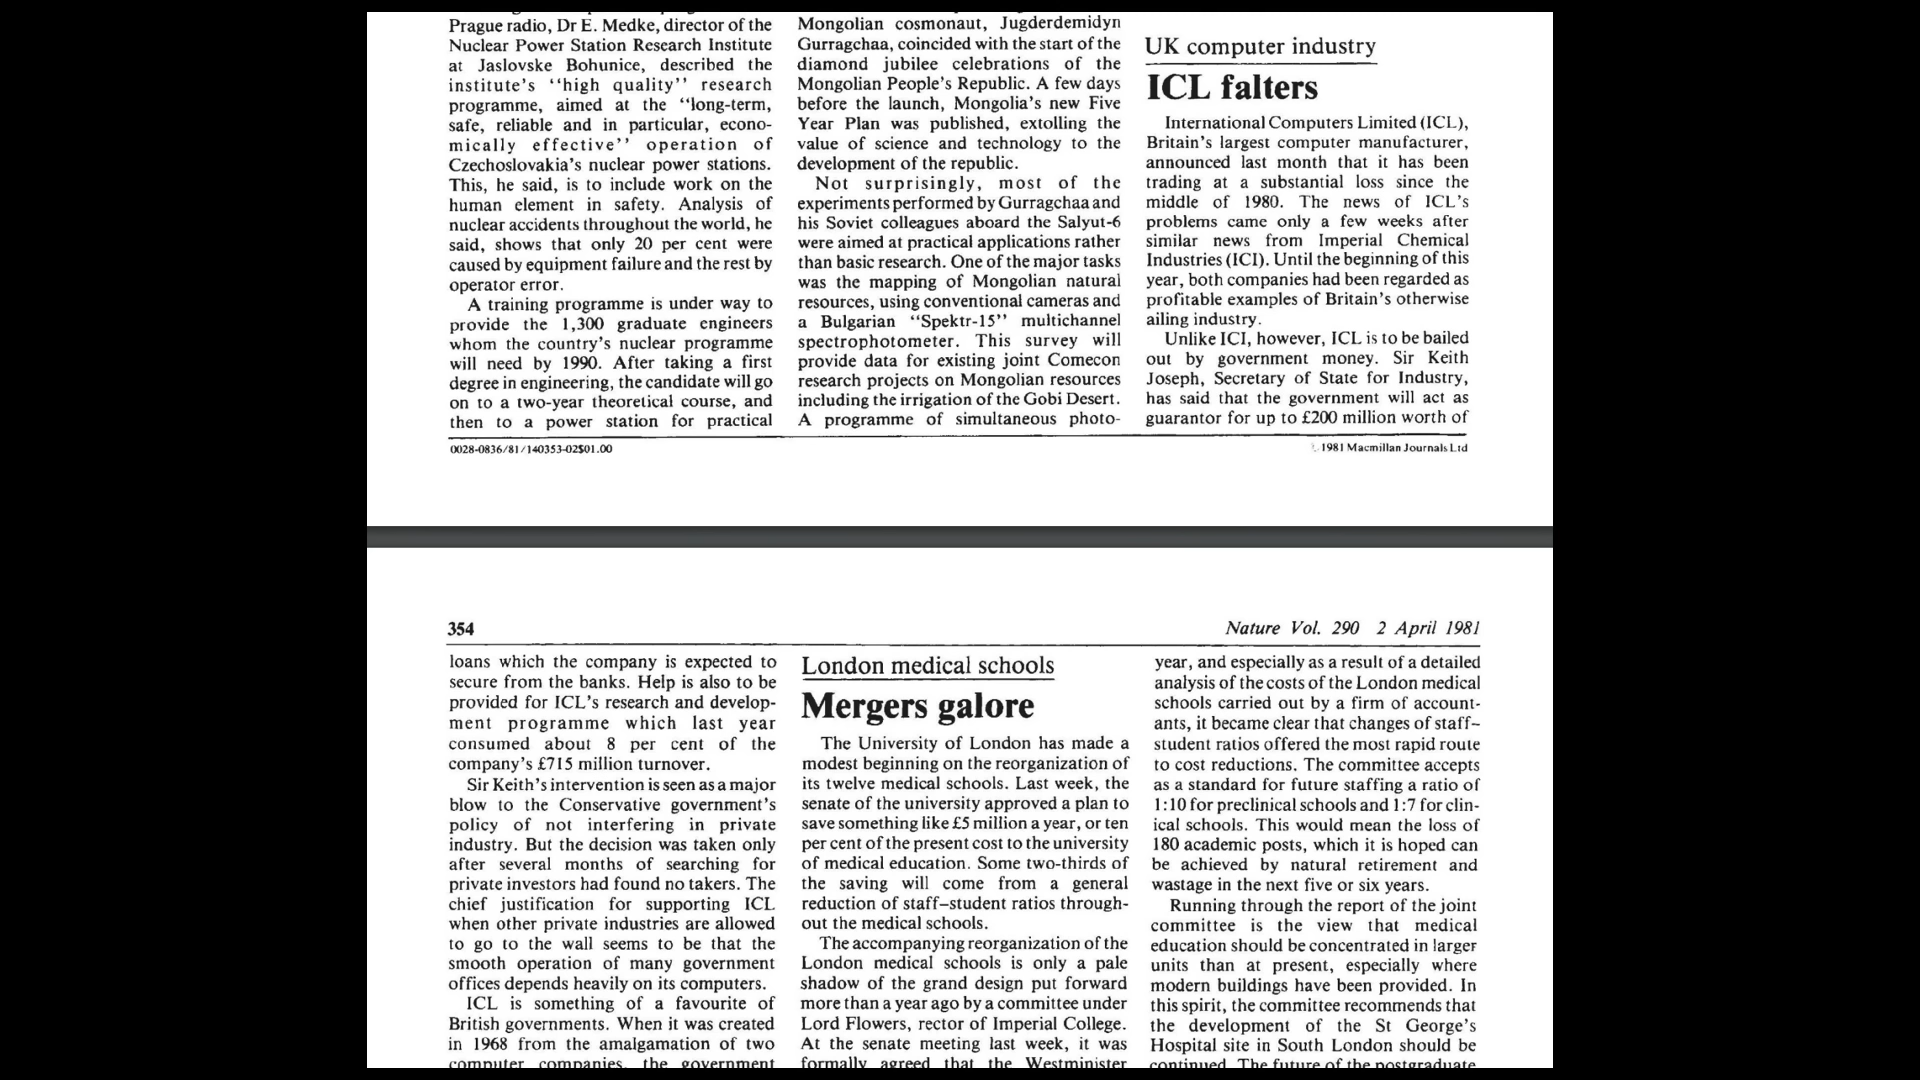 Prague radio, Dr E. Medke, director of the
Nuclear Power Station Research Institute
at Jaslovske Bohunice, described the
institute's "high quality" research
programme, aimed at the "long-term,
safe, reliable and in particular, econo-
mically effective" operation of
Czechoslovakia's nuclear power stations.
This, he said, is to include work on the
human element in safety. Analysis of
nuclear accidents throughout the world, he
said, shows that only 20 per cent were
caused by equipment failure and the rest by
operator error.
A training programme is under way to
provide the 1,300 graduate engineers
whom the country's nuclear programme
will need by 1990. After taking a first
degree in engineering, the candidate will go
on to a two-year theoretical course, and
then to a power station for practical
Mongolian cosmonaut, Jugderdemidyn
Gurragchaa, coincided with the start of the
diamond jubilee celebrations of the
Mongolian People's Republic. A few days
before the launch, Mongolia's new Five
Year Plan was published, extolling the
value of science and technology to the
development of the republic.
Not surprisingly, most of the
experiments performed by Gurragchaa and
his Soviet colleagues aboard the Salyut-6
were aimed at practical applications rather
than basic research. One of the major tasks
was the mapping of Mongolian natural
resources, using conventional cameras and
a Bulgarian "Spektr-15" multichannel
spectrophotometer. This survey will
provide data for existing joint Comecon
research projects on Mongolian resources
including the irrigation of the Gobi Desert.
A programme of simultaneous photo-
UK computer industry
ICL falters
International Computers Limited (ICL),
Britain's largest computer manufacturer,
announced last month that it has been
trading at a substantial loss since the
middle of 1980. The news of ICL's
problems came only a few weeks after
similar news from Imperial Chemical
Industries (ICI). Until the beginning of this
year, both companies had been regarded as
profitable examples of Britain's otherwise
ailing industry.
Unlike ICI, however, ICL is to be bailed
out by government money. Sir Keith
Joseph, Secretary of State for Industry,
has said that the government will act as
guarantor for up to £200 million worth of
0028-0836/81/140353-02$01.00
1981 Macmillan Journals Ltd
354
Nature Vol. 290 2 April 1981
loans which the company is expected to
secure from the banks. Help is also to be
provided for ICL's research and develop-
ment programme which last year
consumed about 8 per cent of the
company's £715 million turnover.
Sir Keith's intervention is seen as a major
blow to the Conservative government's
policy of not interfering in private
industry. But the decision was taken only
after several months of searching for
private investors had found no takers. The
chief justification for supporting ICL
when other private industries are allowed
to go to the wall seems to be that the
smooth operation of many government
offices depends heavily on its computers.
ICL is something of a favourite of
British governments. When it was created
in 1968 from the amalgamation of two
computer companies, the government
London medical schools
Mergers galore
The University of London has made a
modest beginning on the reorganization of
its twelve medical schools. Last week, the
senate of the university approved a plan to
save something like £5 million a year, or ten
per cent of the present cost to the university
of medical education. Some two-thirds of
the saving will come from a general
reduction of staff–student ratios through-
out the medical schools.
The accompanying reorganization of the
London medical schools is only a pale
shadow of the grand design put forward
more than a year ago by a committee under
Lord Flowers, rector of Imperial College.
At the senate meeting last week, it was
formally agreed that the Westminister
year, and especially as a result of a detailed
analysis of the costs of the London medical
schools carried out by a firm of account-
ants, it became clear that changes of staff–
student ratios offered the most rapid route
to cost reductions. The committee accepts
as a standard for future staffing a ratio of
1:10 for preclinical schools and 1:7 for clin-
ical schools. This would mean the loss of
180 academic posts, which it is hoped can
be achieved by natural retirement and
wastage in the next five or six years.
Running through the report of the joint
committee is the view that medical
education should be concentrated in larger
units than at present, especially where
modern buildings have been provided. In
this spirit, the committee recommends that
the development of the St George's
Hospital site in South London should be
continued. The future of the postgraduate